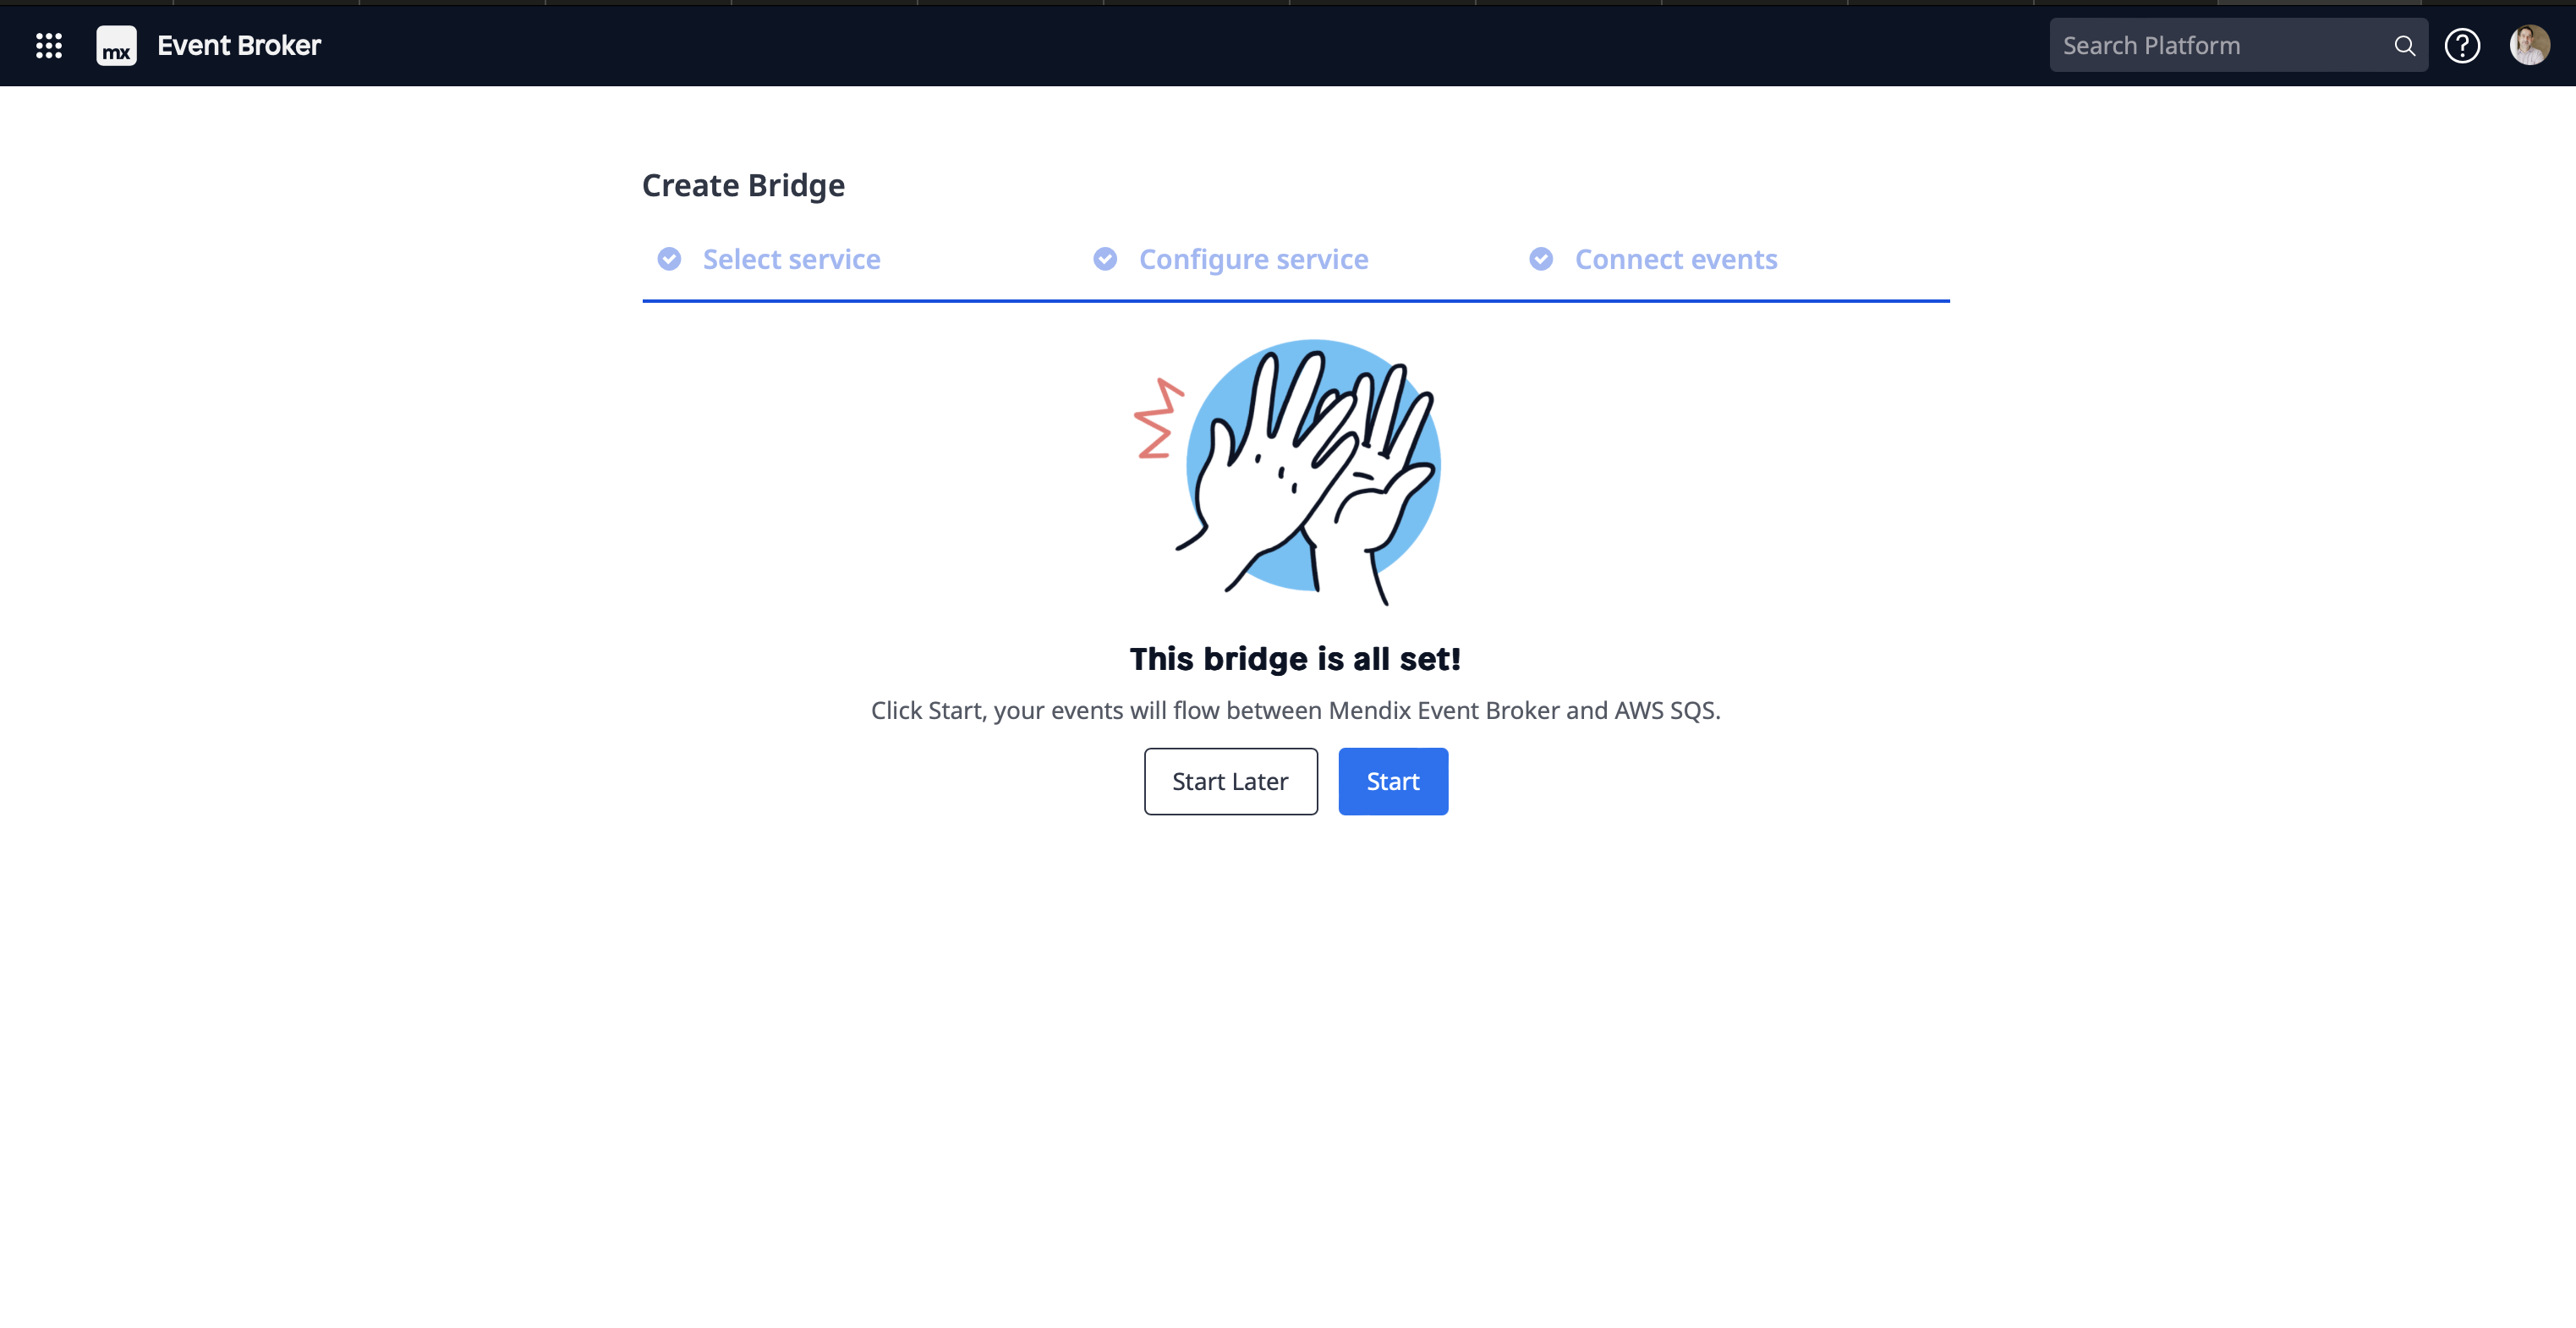 mx Event Broker
Search Platform
Create Bridge
Select service
Configure service
Connect events
This bridge is all set!
Click Start, your events will flow between Mendix Event Broker and AWS SQS.
Start Later
Start